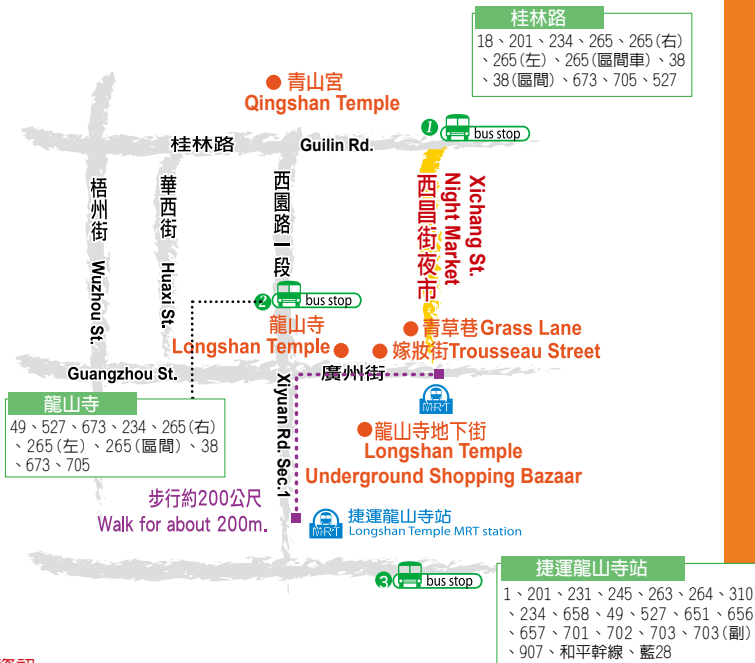 桂林路
18、201、234、265、265(右)
、265(左)、265(區間車)、38
、38(區間)、673、705、527
青山宮
Qingshan Temple
1 bus stop
桂林路 Guilin Rd.
梧州街 Wuzhou St.
華西街 Huaxi St.
西園路一段 Xiyuan Rd. Sec.1
西昌街夜市
Xichang St.
Night Market
2 bus stop
龍山寺
Longshan Temple
青草巷Grass Lane
嫁妝街Trousseau Street
Guangzhou St. 廣州街
MRT
龍山寺
49、527、673、234、265(右)
、265(左)、265(區間)、38
、673、705
龍山寺地下街
Longshan Temple
Underground Shopping Bazaar
步行約200公尺
Walk for about 200m.
MRT
捷運龍山寺站
Longshan Temple MRT station
3 bus stop
捷運龍山寺站
1、201、231、245、263、264、310
、234、658、49、527、651、656
、657、701、702、703、703(副)
、907、和平幹線、藍28